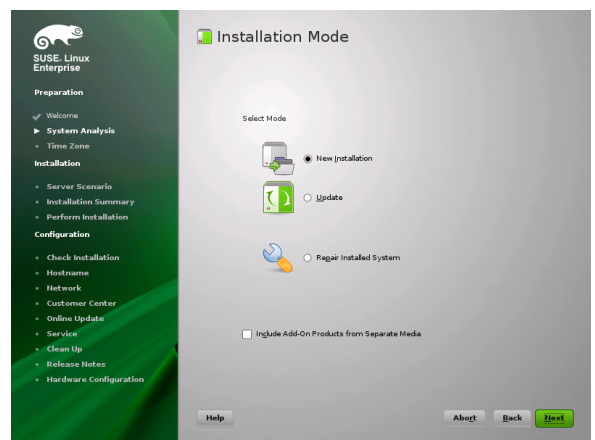 SUSE. Linux
Enterprise
Preparation
Welcome
System Analysis
Time Zone
Installation
Server Scenario
Installation Summary
Perform Installation
Configuration
Check Installation
Hostname
Network
Customer Center
Online Update
Service
Clean Up
Release Notes
Hardware Configuration
Installation Mode
Select Mode
New Installation
Update
Repair Installed System
Include Add-On Products from Separate Media
Help
Abort
Back
Next